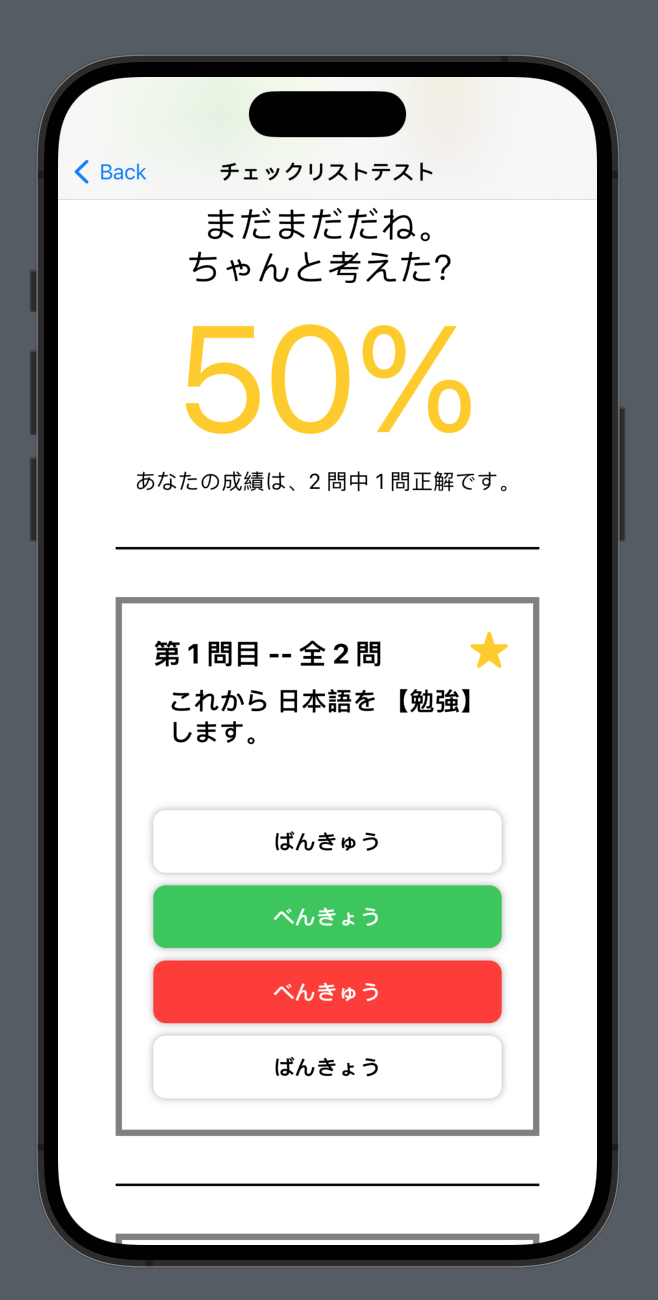 Back
チェックリストテスト
まだまだだね。
ちゃんと考えた?
50%
あなたの成績は、2 問中 1 問正解です。
第 1 問目 -- 全 2 問
これから 日本語を 【勉強】
します。
ばんきゅう
べんきょう
べんきゅう
ばんきょう